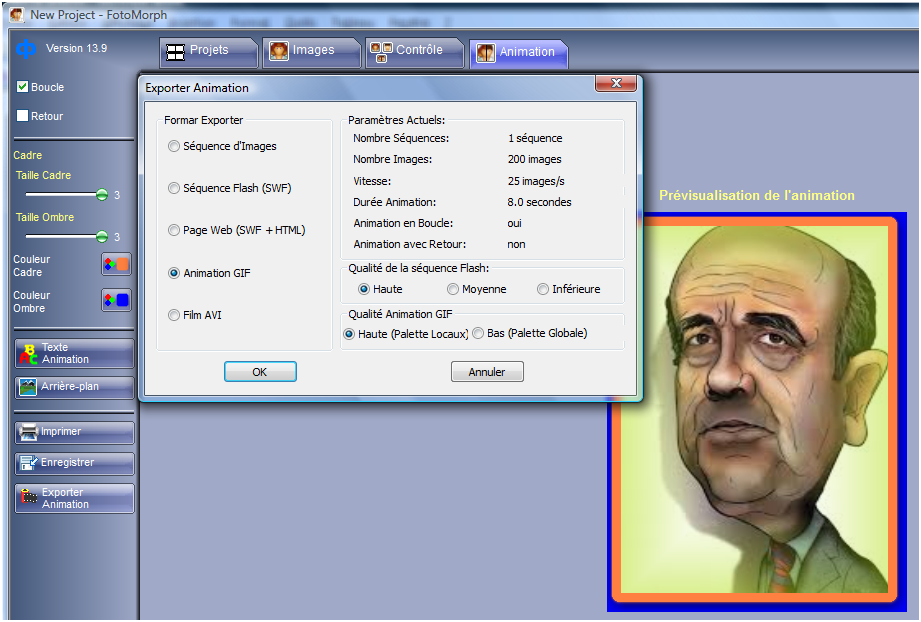 New Project - FotoMorph
Version 13.9
Projets
Images
Contrôle
Animation
Boucle
Retour
Cadre
Taille Cadre
3
Taille Ombre
3
Couleur
Cadre
Couleur
Ombre
Texte
Animation
Arrière-plan
Imprimer
Enregistrer
Exporter
Animation
Exporter Animation
Formar Exporter
Séquence d'Images
Séquence Flash (SWF)
Page Web (SWF + HTML)
Animation GIF
Film AVI
OK
Paramètres Actuels:
Nombre Séquences: 1 séquence
Nombre Images: 200 images
Vitesse: 25 images/s
Durée Animation: 8.0 secondes
Animation en Boucle: oui
Animation avec Retour: non
Qualité de la séquence Flash:
Haute Moyenne Inférieure
Qualité Animation GIF
Haute (Palette Locaux) Bas (Palette Globale)
Annuler
Prévisualisation de l'animation